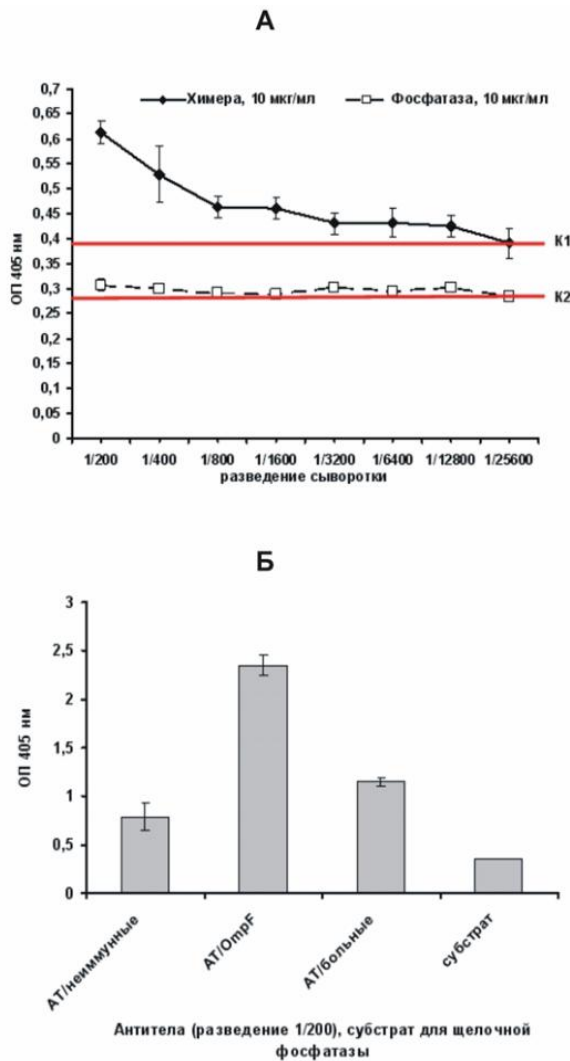 А
0,7
0,65
0,6
0,55
0,5
0,45
0,4
0,35
0,3
0,25
0,2
0,15
0,1
0,05
0
ОП 405 нм
Химера, 10 мкг/мл
Фосфатаза, 10 мкг/мл
К1
К2
1/200 1/400 1/800 1/1600 1/3200 1/6400 1/12800 1/25600
разведение сыворотки
Б
3
2,5
2
1,5
1
0,5
0
ОП 405 нм
АТ/неиммунные
АТ/OmpF
АТ/больные
субстрат
Антитела (разведение 1/200), субстрат для щелочной
фосфатазы